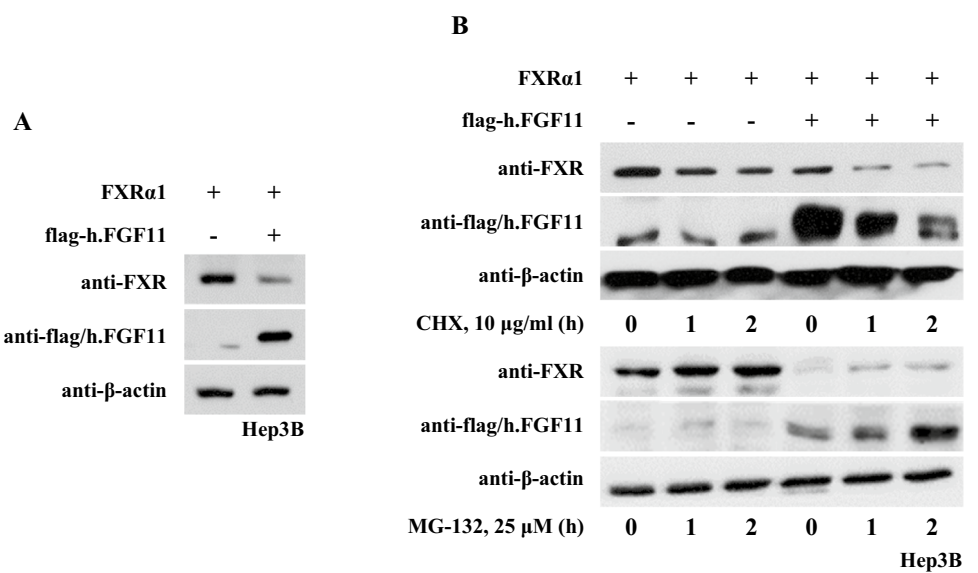 A
FXRα1 + +
flag-h.FGF11 - +
anti-FXR
anti-flag/h.FGF11
anti-β-actin
Hep3B
B
FXRα1 + + + + + +
flag-h.FGF11 - - - + + +
anti-FXR
anti-flag/h.FGF11
anti-β-actin
CHX, 10 μg/ml (h) 0 1 2 0 1 2
anti-FXR
anti-flag/h.FGF11
anti-β-actin
MG-132, 25 μM (h) 0 1 2 0 1 2
Hep3B